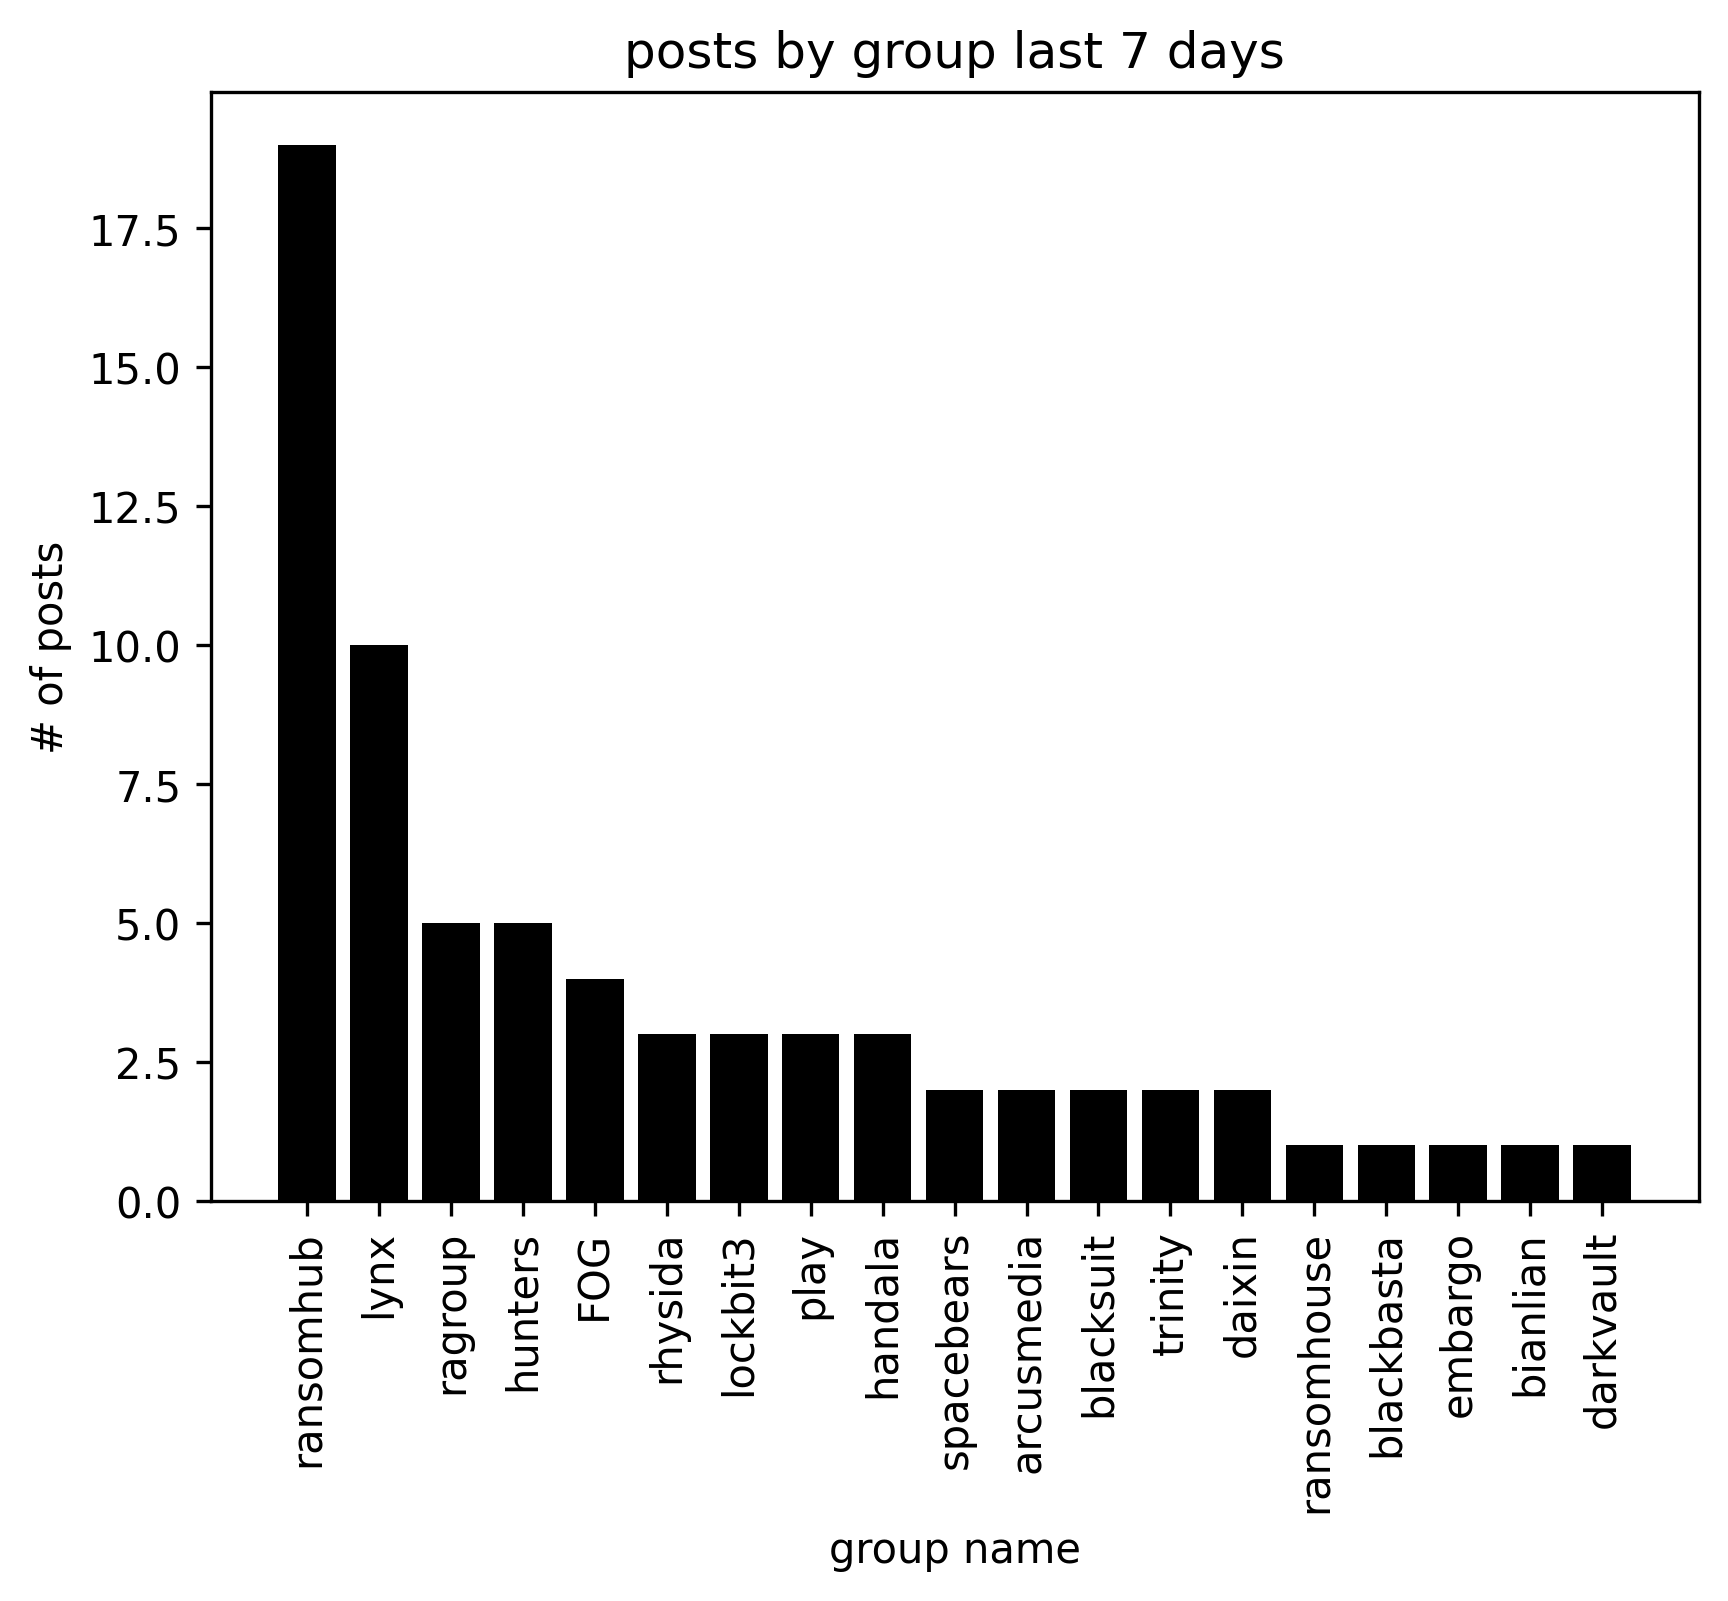 posts by group last 7 days
17.5
15.0
12.5
10.0
7.5
5.0
2.5
0.0
# of posts
ransomhub
lynx
ragroup
hunters
FOG
rhysida
lockbit3
play
handala
spacebears
arcusmedia
blacksuit
trinity
daixin
ransomhouse
blackbasta
embargo
bianlian
darkvault
group name